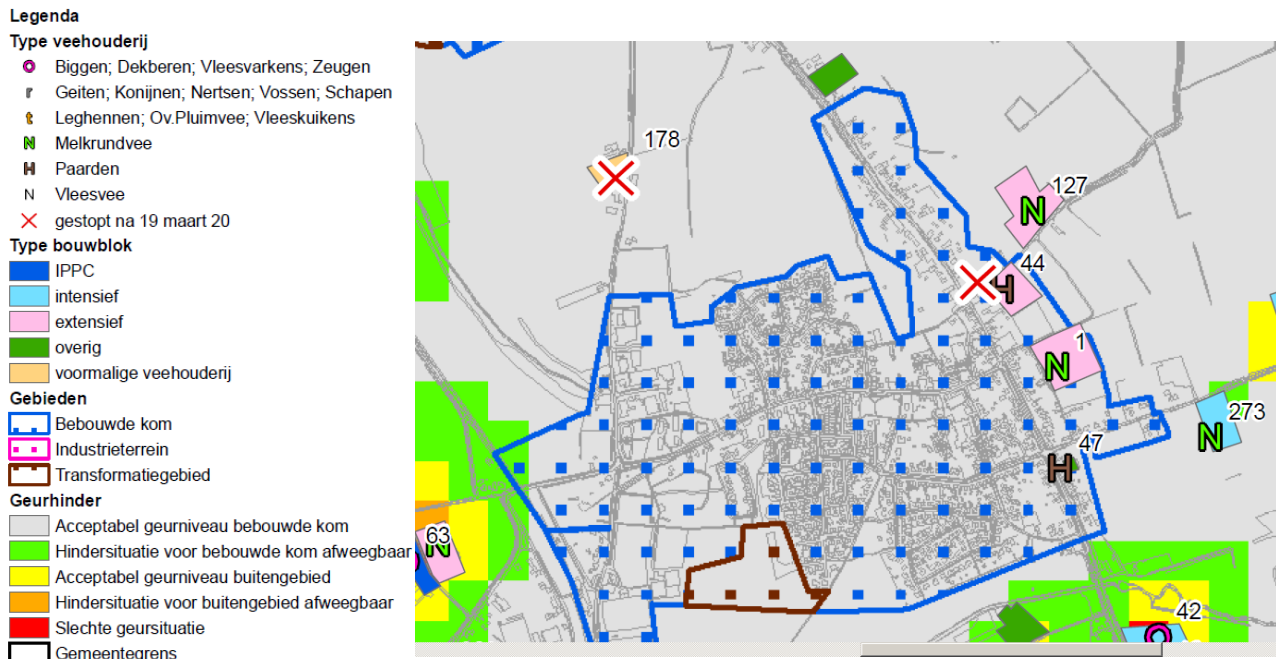 Legenda
Type veehouderij
Biggen; Dekberen; Vleesvarkens; Zeugen
r Geiten; Konijnen; Nertsen; Vossen; Schapen
t Leghennen; Ov.Pluimvee; Vleeskuikens
N Melkrundvee
H Paarden
N Vleesvee
gestopt na 19 maart 20
Type bouwblok
IPPC
intensief
extensief
overig
voormalige veehouderij
Gebieden
Bebouwde kom
Industrieterrein
Transformatiegebied
Geurhinder
Acceptabel geurniveau bebouwde kom
Hindersituatie voor bebouwde kom afweegbaar
Acceptabel geurniveau buitengebied
Hindersituatie voor buitengebied afweegbaar
Slechte geursituatie
Gemeentegrens
178
127
N
44
H
1
N
273
N
47
H
63
N
42